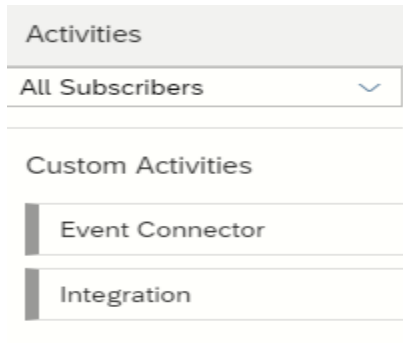 Activities
All Subscribers
Custom Activities
Event Connector
Integration